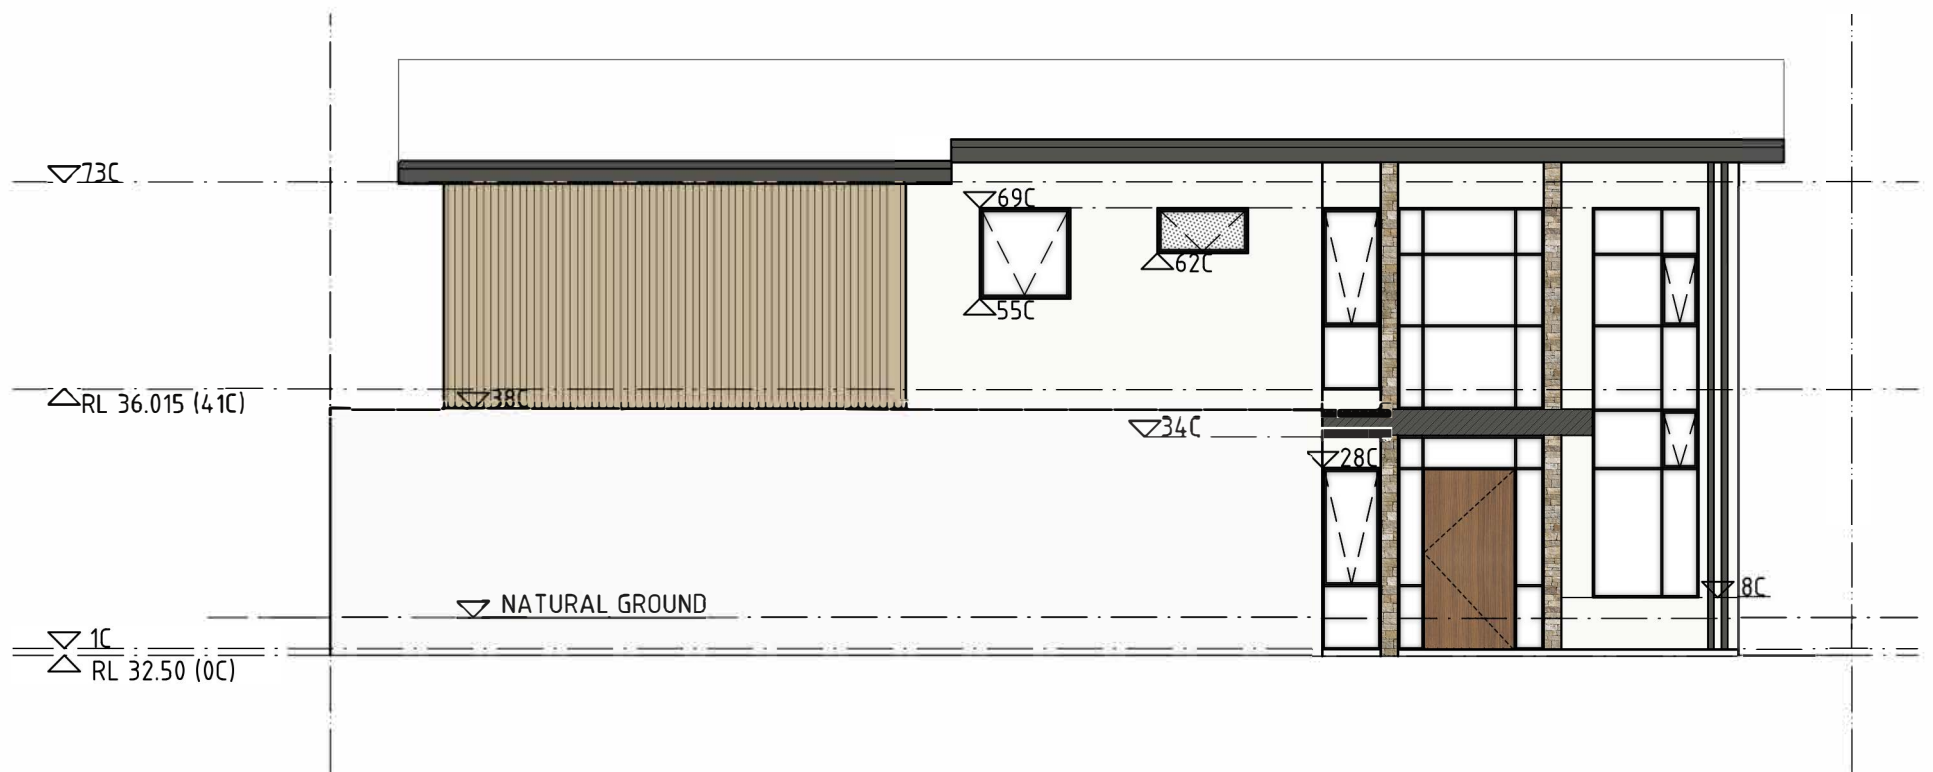 73C
69C
62C
55C
38C
RL 36.015 (41C)
34C
28C
8C
NATURAL GROUND
1C
RL 32.50 (0C)